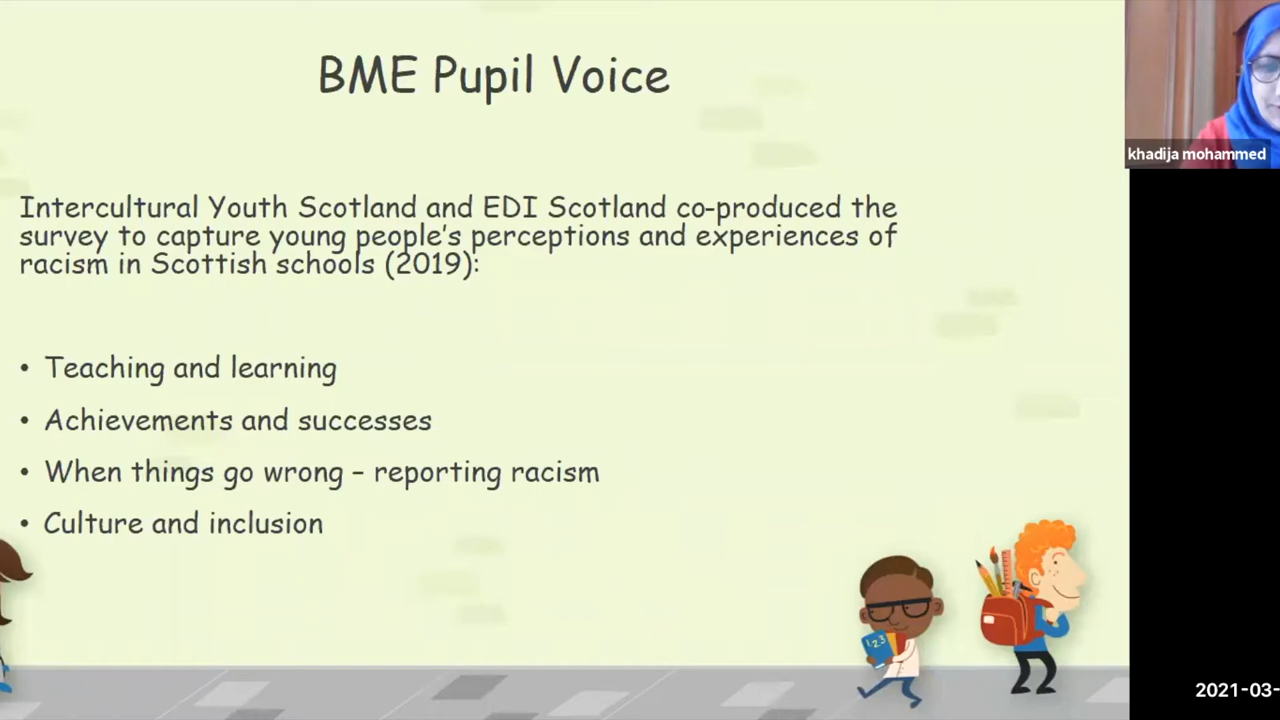 BME Pupil Voice
khadija mohammed
Intercultural Youth Scotland and EDI Scotland co-produced the
survey to capture young people's perceptions and experiences of
racism in Scottish schools (2019):
• Teaching and learning
• Achievements and successes
• When things go wrong – reporting racism
• Culture and inclusion
123
2021-03-